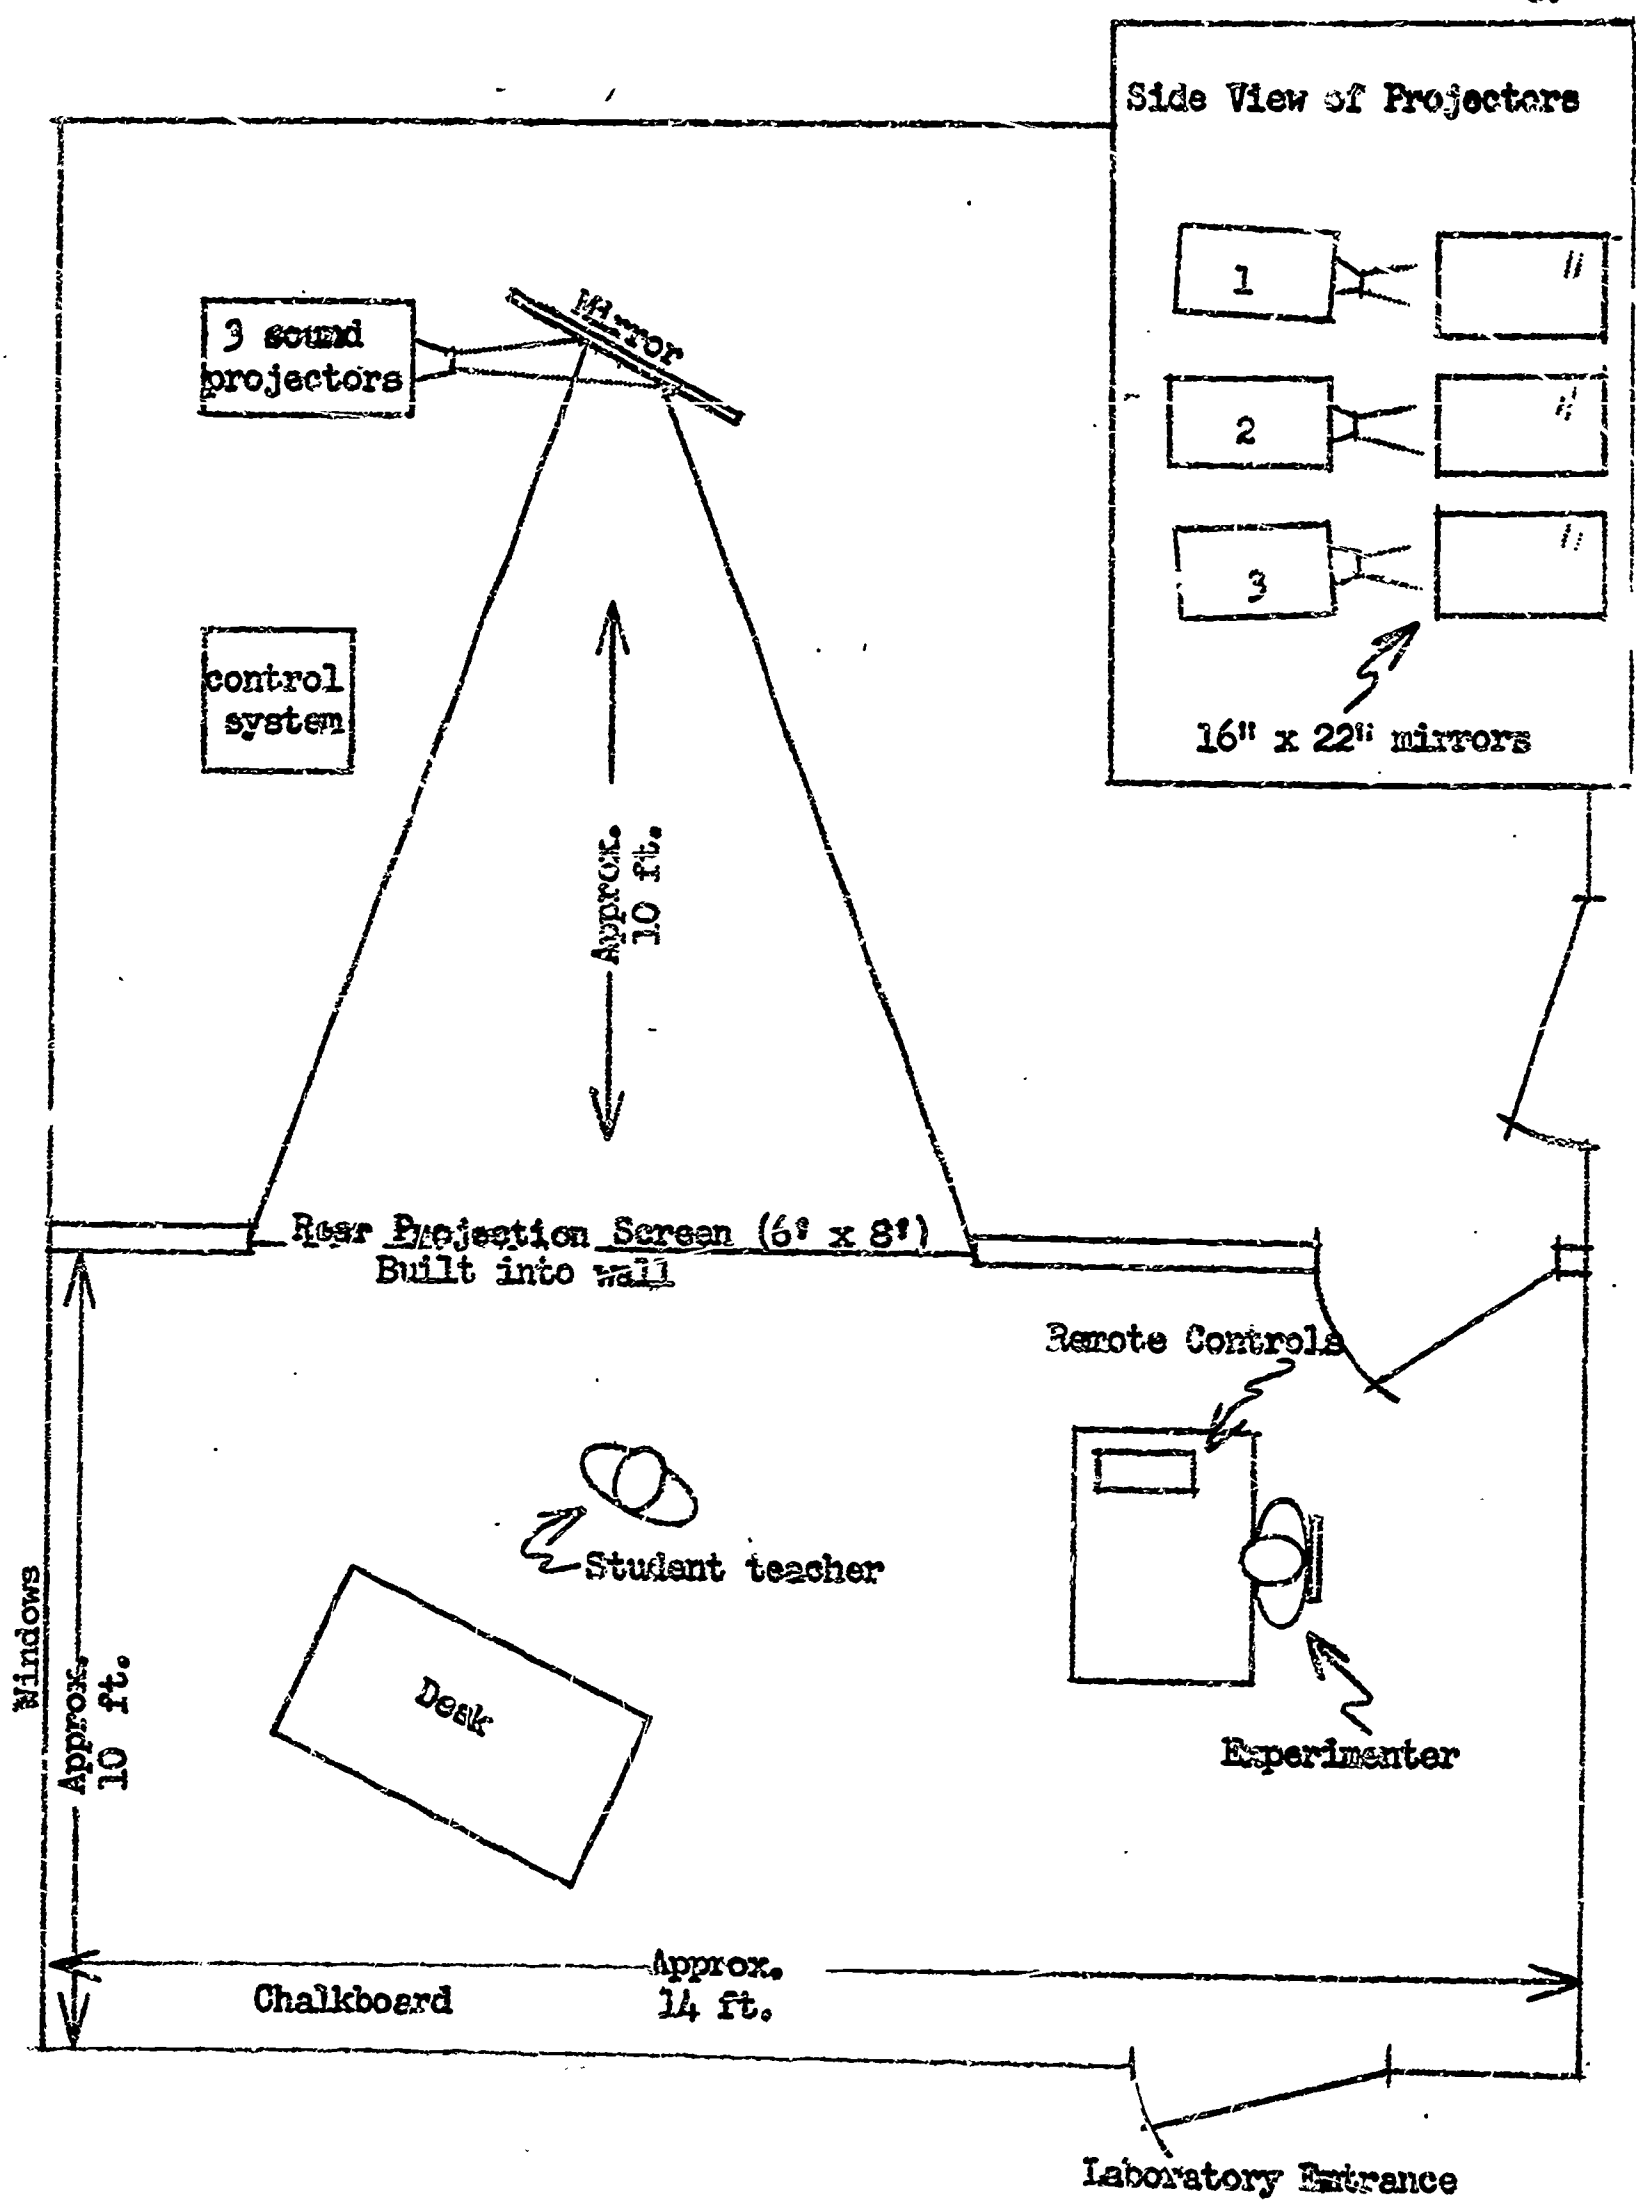 Side View of Projectors
1
2
3
16" x 22" mirrors
3 sound
projectors
Mirror
control
system
Approx.
10 ft.
Rear Projection Screen (6' x 8')
Built into wall
Remote Controls
Student teacher
Desk
Experimenter
Windows
Approx.
10 ft.
Approx.
14 ft.
Chalkboard
Laboratory Entrance